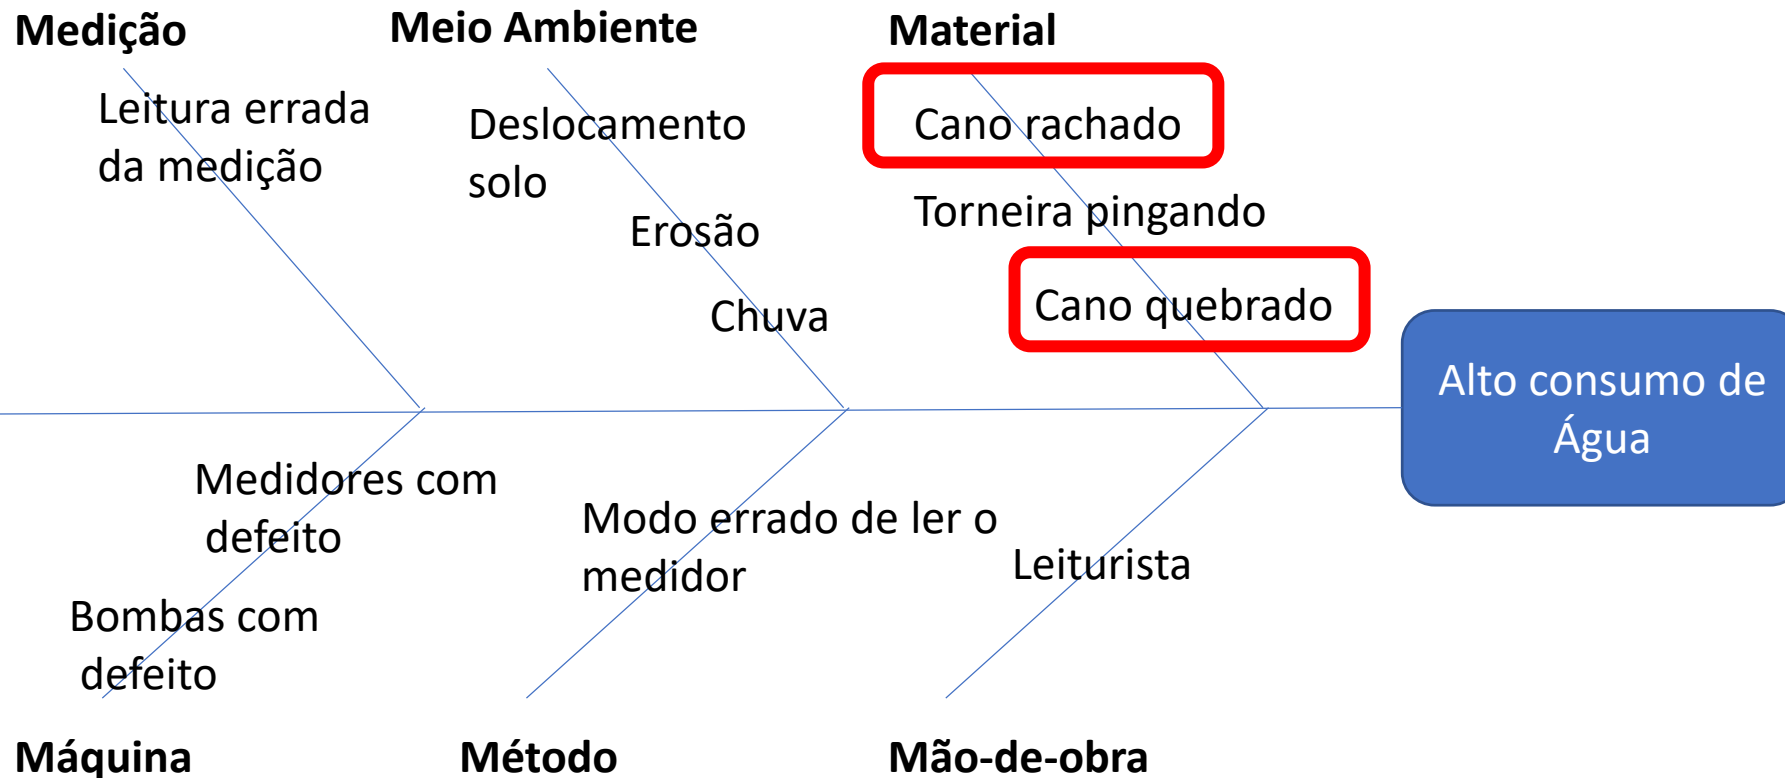 Medição
Meio Ambiente
Material
Leitura errada
da medição
Deslocamento
solo
Erosão
Chuva
Cano rachado
Torneira pingando
Cano quebrado
Alto consumo de
Água
Medidores com
defeito
Bombas com
defeito
Modo errado de ler o
medidor
Leiturista
Máquina
Método
Mão-de-obra